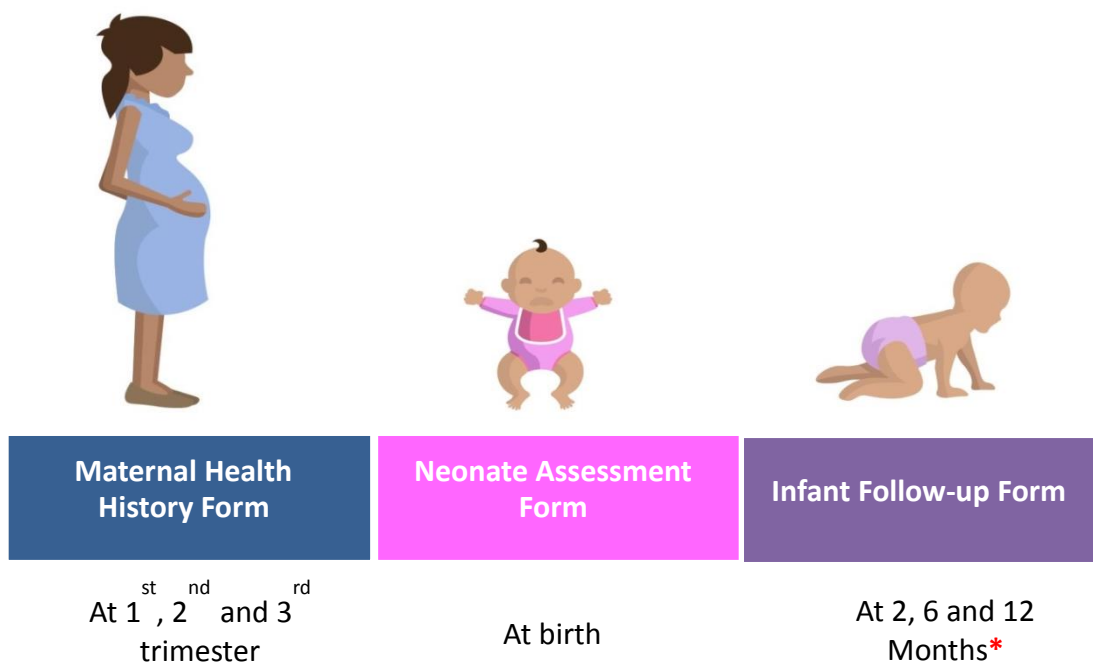 Maternal Health
History Form
Neonate Assessment
Form
Infant Follow-up Form
At 1st, 2nd and 3rd
trimester
At birth
At 2, 6 and 12
Months*